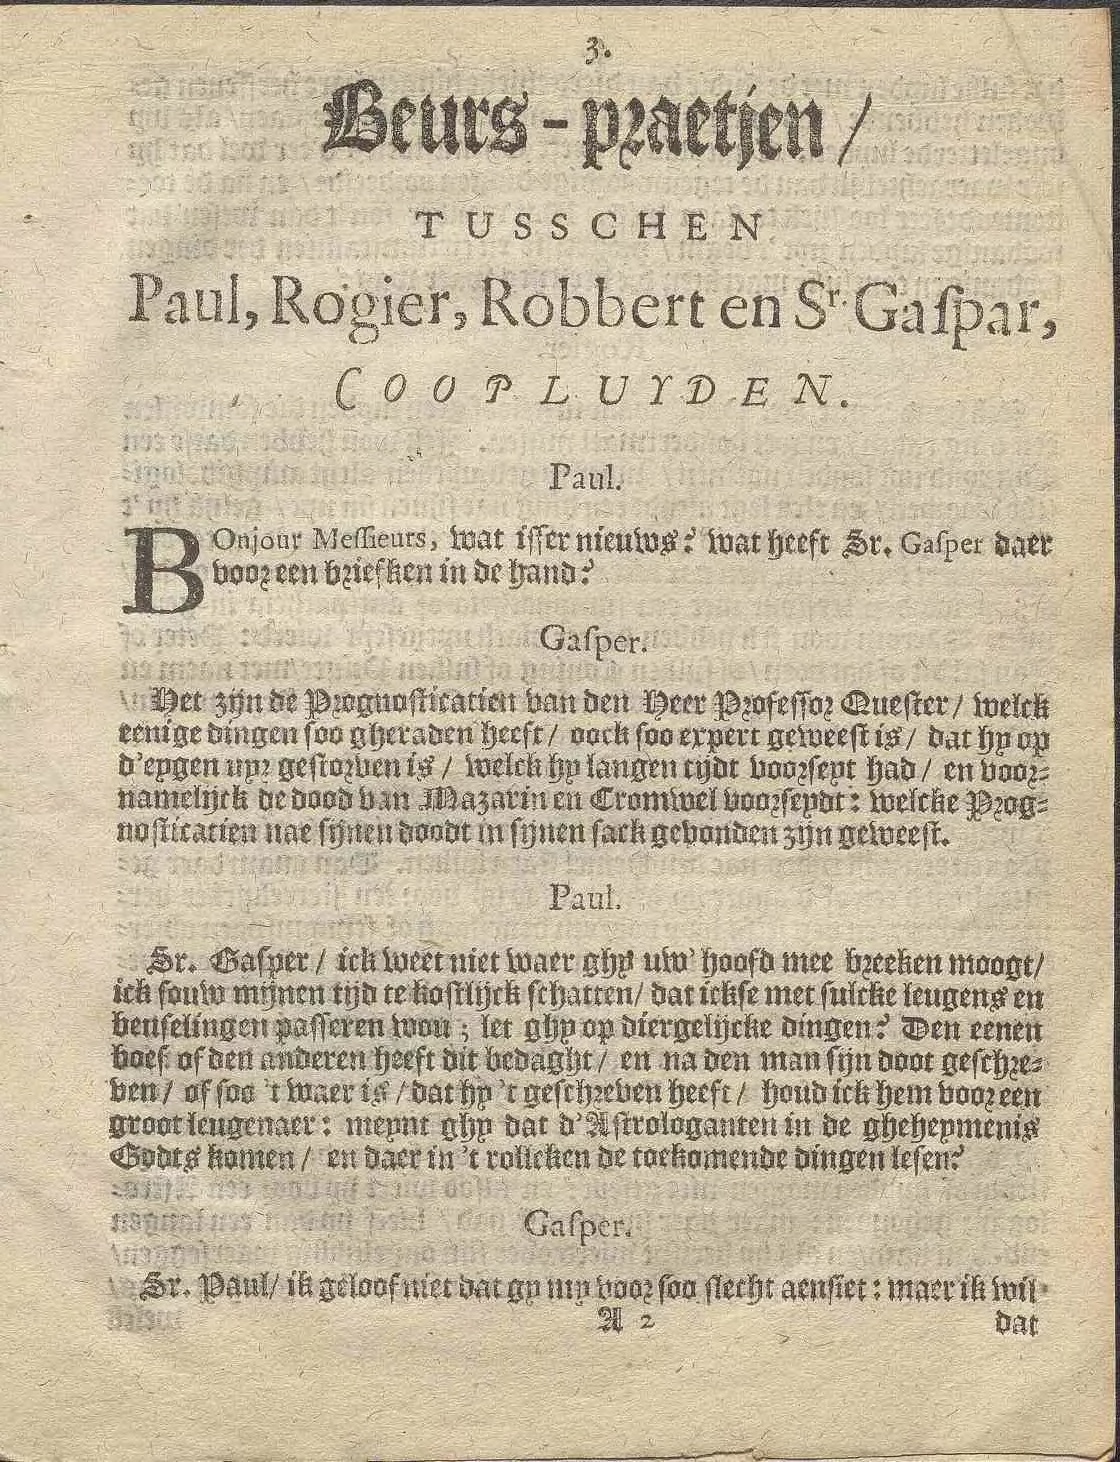 3.
Beurs-praetjen /
TUSSCHEN
Paul, Rogier, Robbert en Sr. Gaſpar,
COOPLUYDEN.
Paul.
BOnjour Meſſieurs, wat iſſer nieuws? wat heeft Sr. Gaſper daer
voor een briefken in de hand?
Gaſper.
Het zijn de Prognoſticatien van den Heer Profeſſor Queſter / welck
eenige dingen ſoo gheraden heeft / oock ſoo expert geweeſt is / dat hy op
d'eygen uyr geſtorven is / welck hy langen tijdt voorſeyt had / en voor-
namelijck de dood van Mazarin en Cromwel voorſeydt: welcke Prog-
noſticatien nae ſijnen doodt in ſijnen ſack gevonden zijn geweeſt.
Paul.
Sr. Gaſper / ick weet niet waer ghy uw' hoofd mee breeken moogt /
ick ſouw mijnen tijd te koſtlijck ſchatten / dat ickſe met ſulcke leugens en
beuſelingen paſſeren wou; let ghy op diergelijcke dingen? Den eenen
boef of den anderen heeft dit bedaght / en na den man ſijn doot geſchre-
ven / of ſoo 't waer is / dat hy 't geſchreven heeft / houd ick hem voor een
groot leugenaer: meynt ghy dat d'Aſtrologanten in de gheheymenis
Godts komen / en daer in 't rollcken de toekomende dingen leſen?
Gaſper.
Sr. Paul / ik geloof niet dat gy my voor ſoo ſlecht aenſiet: maer ik wil
A 2 dat